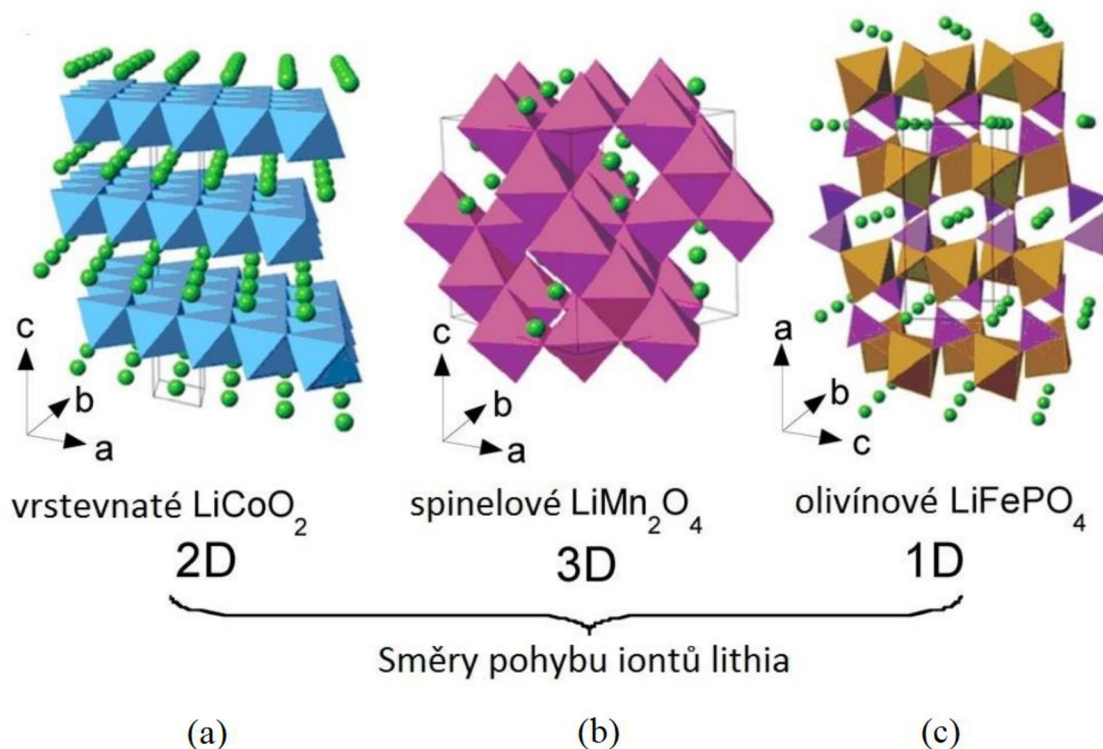 c
b
a
c
b
a
a
b
c
vrstevnaté LiCoO₂
spinelové LiMn₂O₄
olivínové LiFePO₄
2D
3D
1D
Směry pohybu iontů lithia
(a)
(b)
(c)